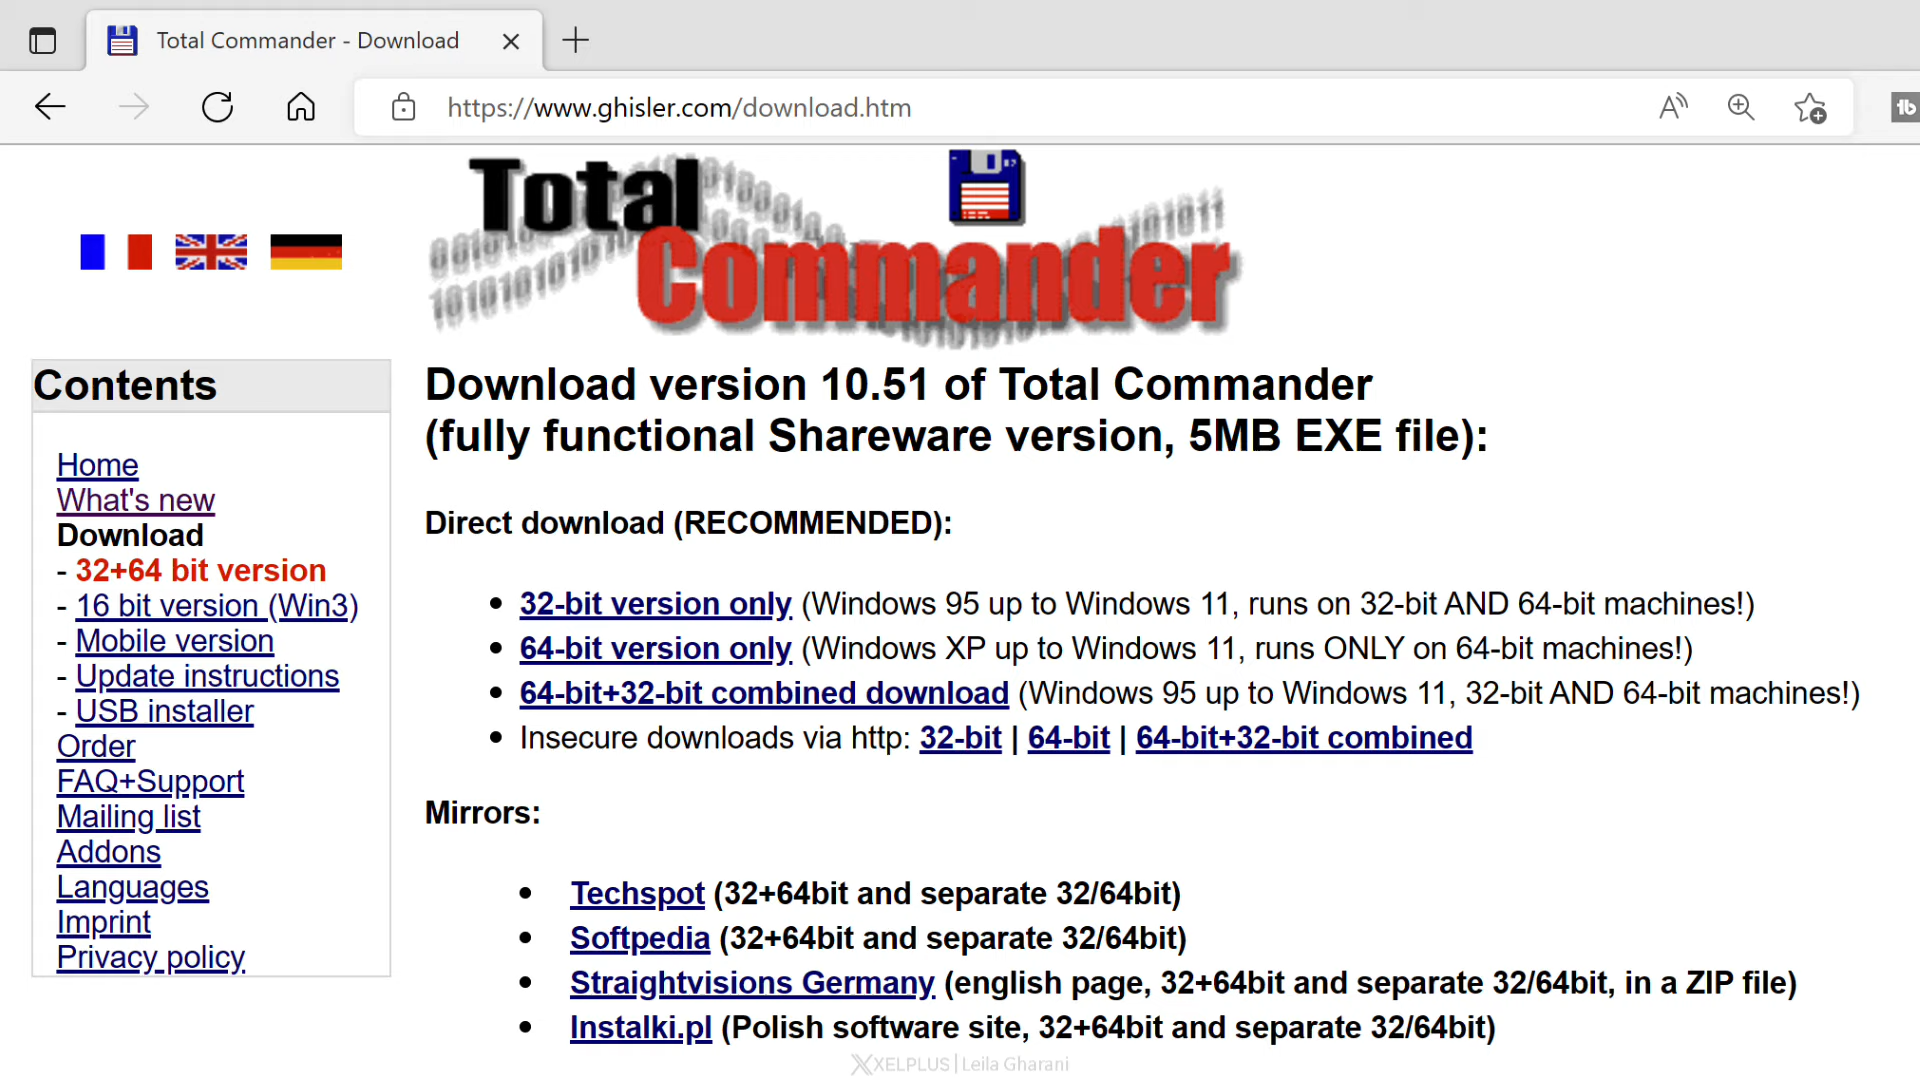 Total Commander - Download
https://www.ghisler.com/download.htm
Total
Commander
Contents
Home
What's new
Download
- 32+64 bit version
- 16 bit version (Win3)
- Mobile version
- Update instructions
- USB installer
Order
FAQ+Support
Mailing list
Addons
Languages
Imprint
Privacy policy
Download version 10.51 of Total Commander
(fully functional Shareware version, 5MB EXE file):
Direct download (RECOMMENDED):
• 32-bit version only (Windows 95 up to Windows 11, runs on 32-bit AND 64-bit machines!)
• 64-bit version only (Windows XP up to Windows 11, runs ONLY on 64-bit machines!)
• 64-bit+32-bit combined download (Windows 95 up to Windows 11, 32-bit AND 64-bit machines!)
• Insecure downloads via http: 32-bit | 64-bit | 64-bit+32-bit combined
Mirrors:
• Techspot (32+64bit and separate 32/64bit)
• Softpedia (32+64bit and separate 32/64bit)
• Straightvisions Germany (english page, 32+64bit and separate 32/64bit, in a ZIP file)
• Instalki.pl (Polish software site, 32+64bit and separate 32/64bit)
XELPLUS | Leila Gharani